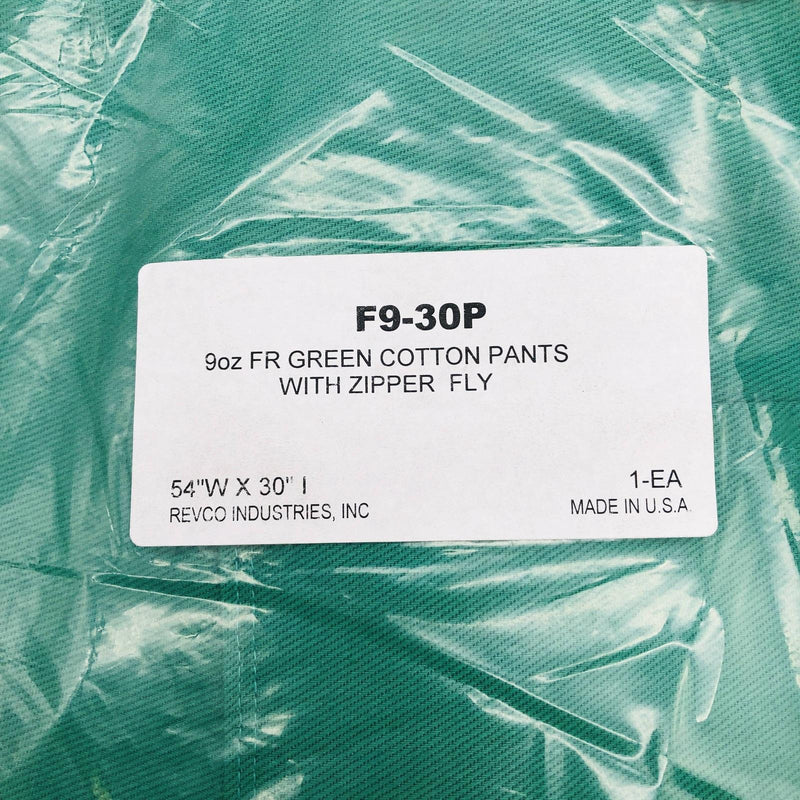 F9-30P
9oz FR GREEN COTTON PANTS
WITH ZIPPER FLY
54"W X 30" I
1-EA
REVCO INDUSTRIES, INC
MADE IN U.S.A.